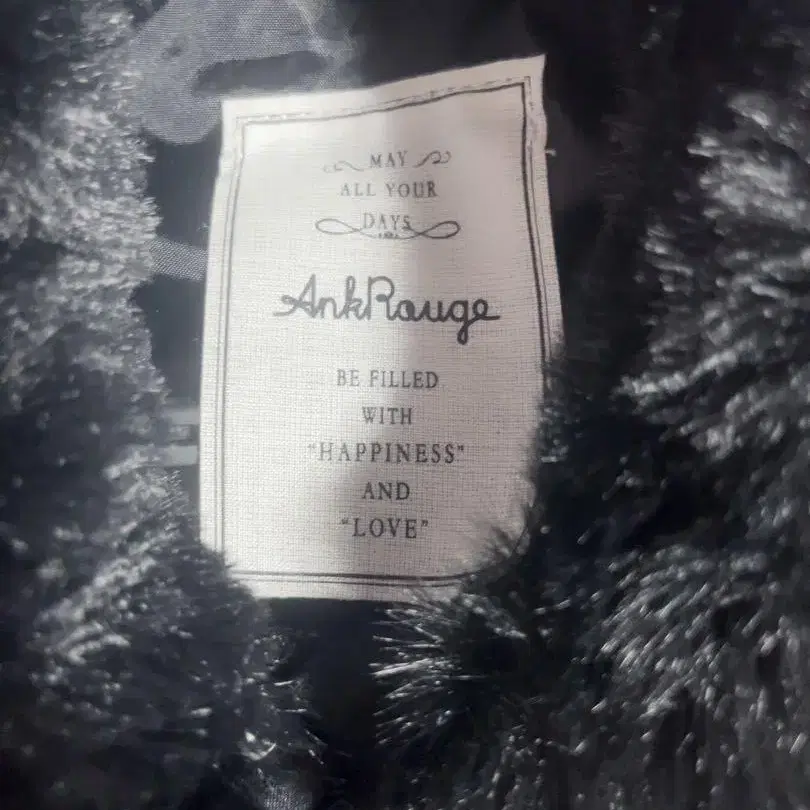 MAY
ALL YOUR
DAYS
AnkRouge
BE FILLED
WITH
"HAPPINESS"
AND
"LOVE"